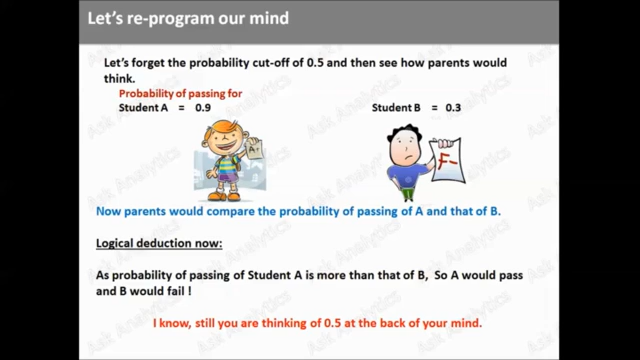 Let's re-program our mind
Let's forget the probability cut-off of 0.5 and then see how parents would
think.
Probability of passing for
Student A = 0.9 Student B = 0.3
A+
F-
Now parents would compare the probability of passing of A and that of B.
Logical deduction now:
As probability of passing of Student A is more than that of B, So A would pass
and B would fail !
I know, still you are thinking of 0.5 at the back of your mind.
Ask Analytics